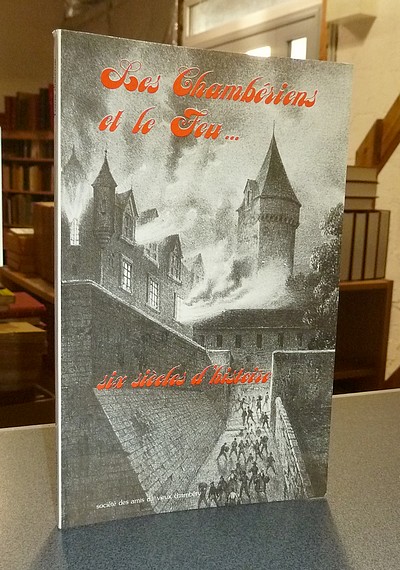 Les Chambériens
et le Feu...
six siècles d'histoire
société des amis du vieux chambéry